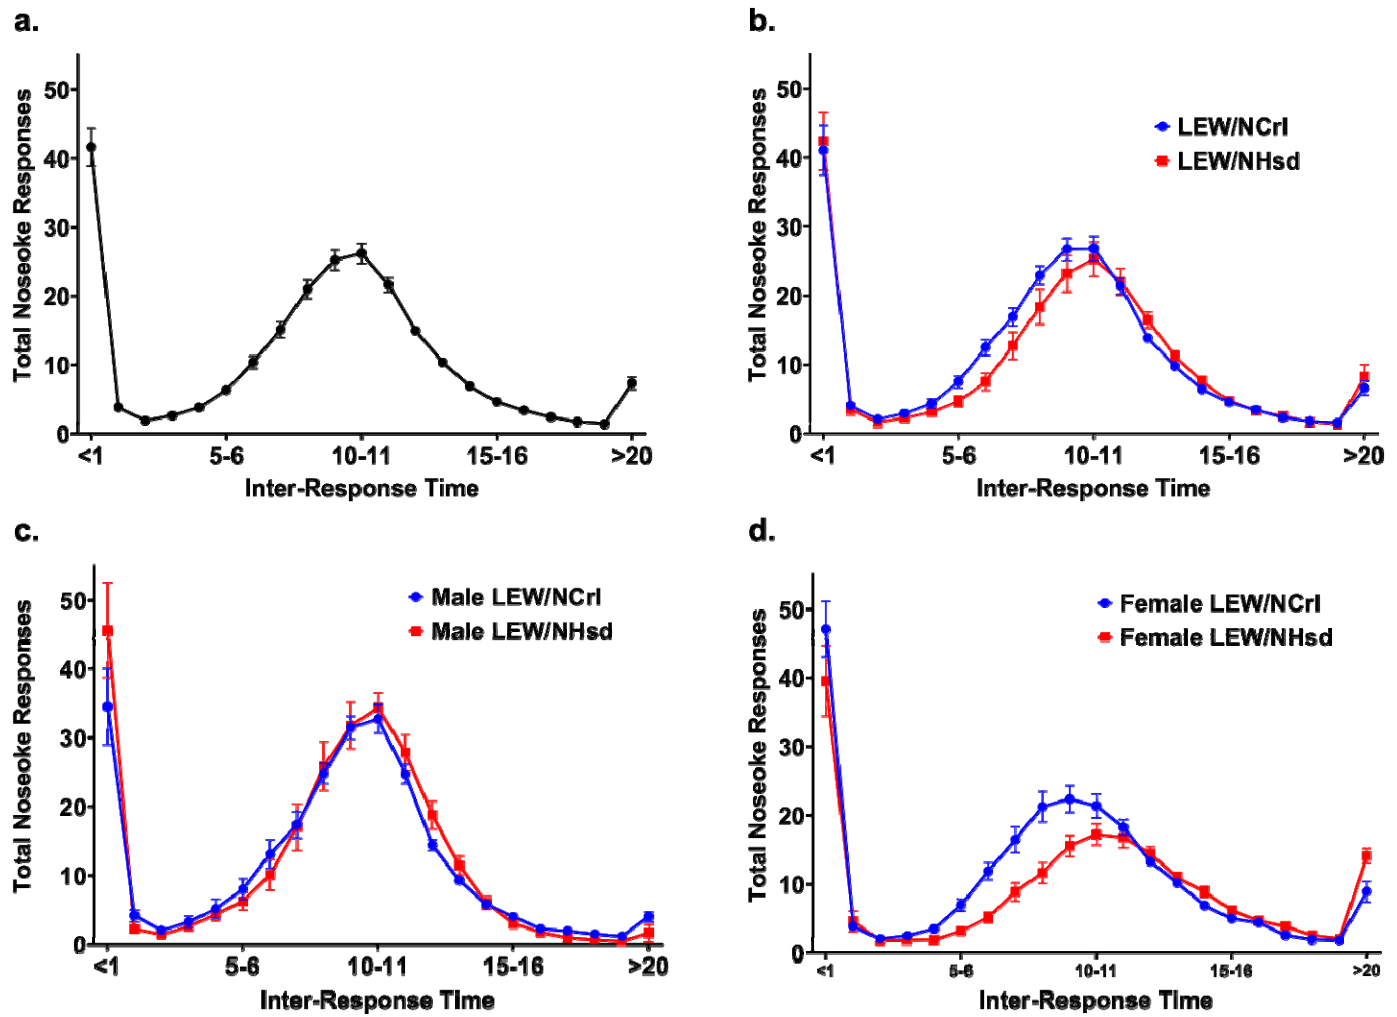 a.
Total Noseoke Responses
50
40
30
20
10
0
<1
5-6
10-11
15-16
>20
Inter-Response Time
b.
Total Noseoke Responses
50
40
30
20
10
0
LEW/NCrl
LEW/NHsd
<1
5-6
10-11
15-16
>20
Inter-Response Time
c.
Total Noseoke Responses
50
40
30
20
10
0
Male LEW/NCrl
Male LEW/NHsd
<1
5-6
10-11
15-16
>20
Inter-Response TIme
d.
Total Noseoke Responses
50
40
30
20
10
0
Female LEW/NCrl
Female LEW/NHsd
<1
5-6
10-11
15-16
>20
Inter-Response TIme